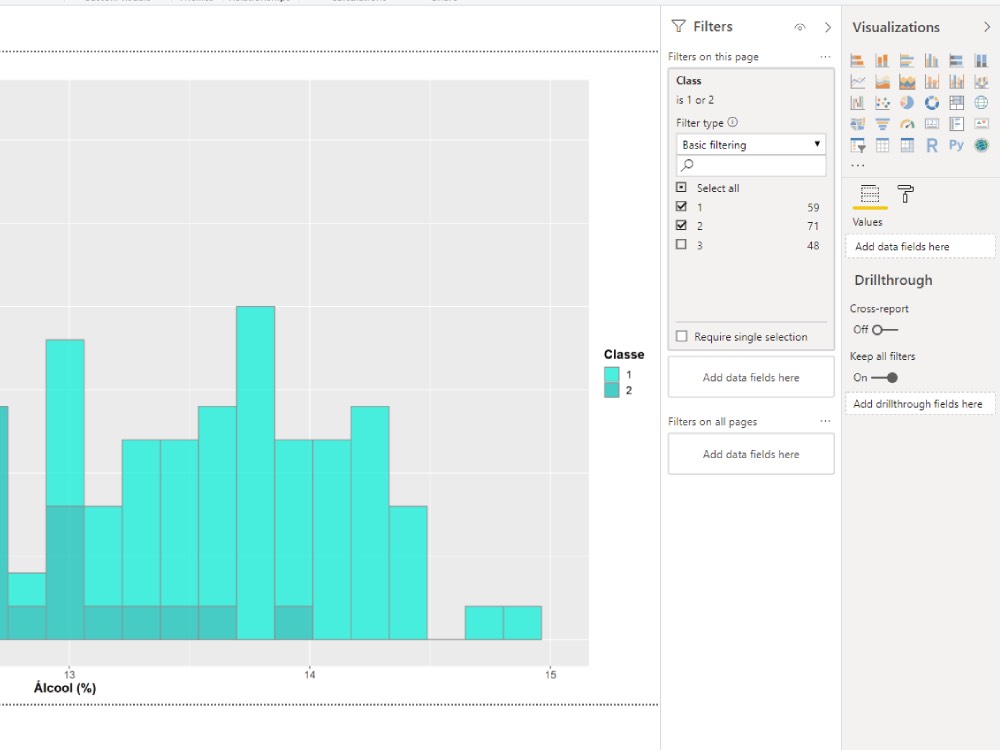 Filters
Filters on this page
...
Class
is 1 or 2
Filter type
Basic filtering
Select all
1 59
2 71
3 48
Require single selection
Add data fields here
Filters on all pages
...
Add data fields here
Visualizations
R Py
...
Values
Add data fields here
Drillthrough
Cross-report
Off
Keep all filters
On
Add drillthrough fields here
Classe
1
2
13 14 15
Álcool (%)